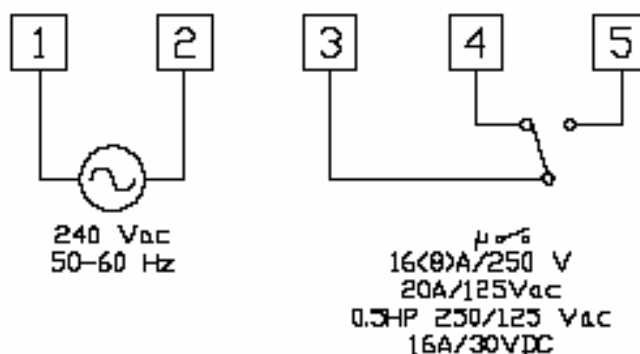 1 2 3 4 5
240 Vac
50-60 Hz
μ
16(8)A/250 V
20A/125Vac
0.5HP 250/125 Vac
16A/30VDC